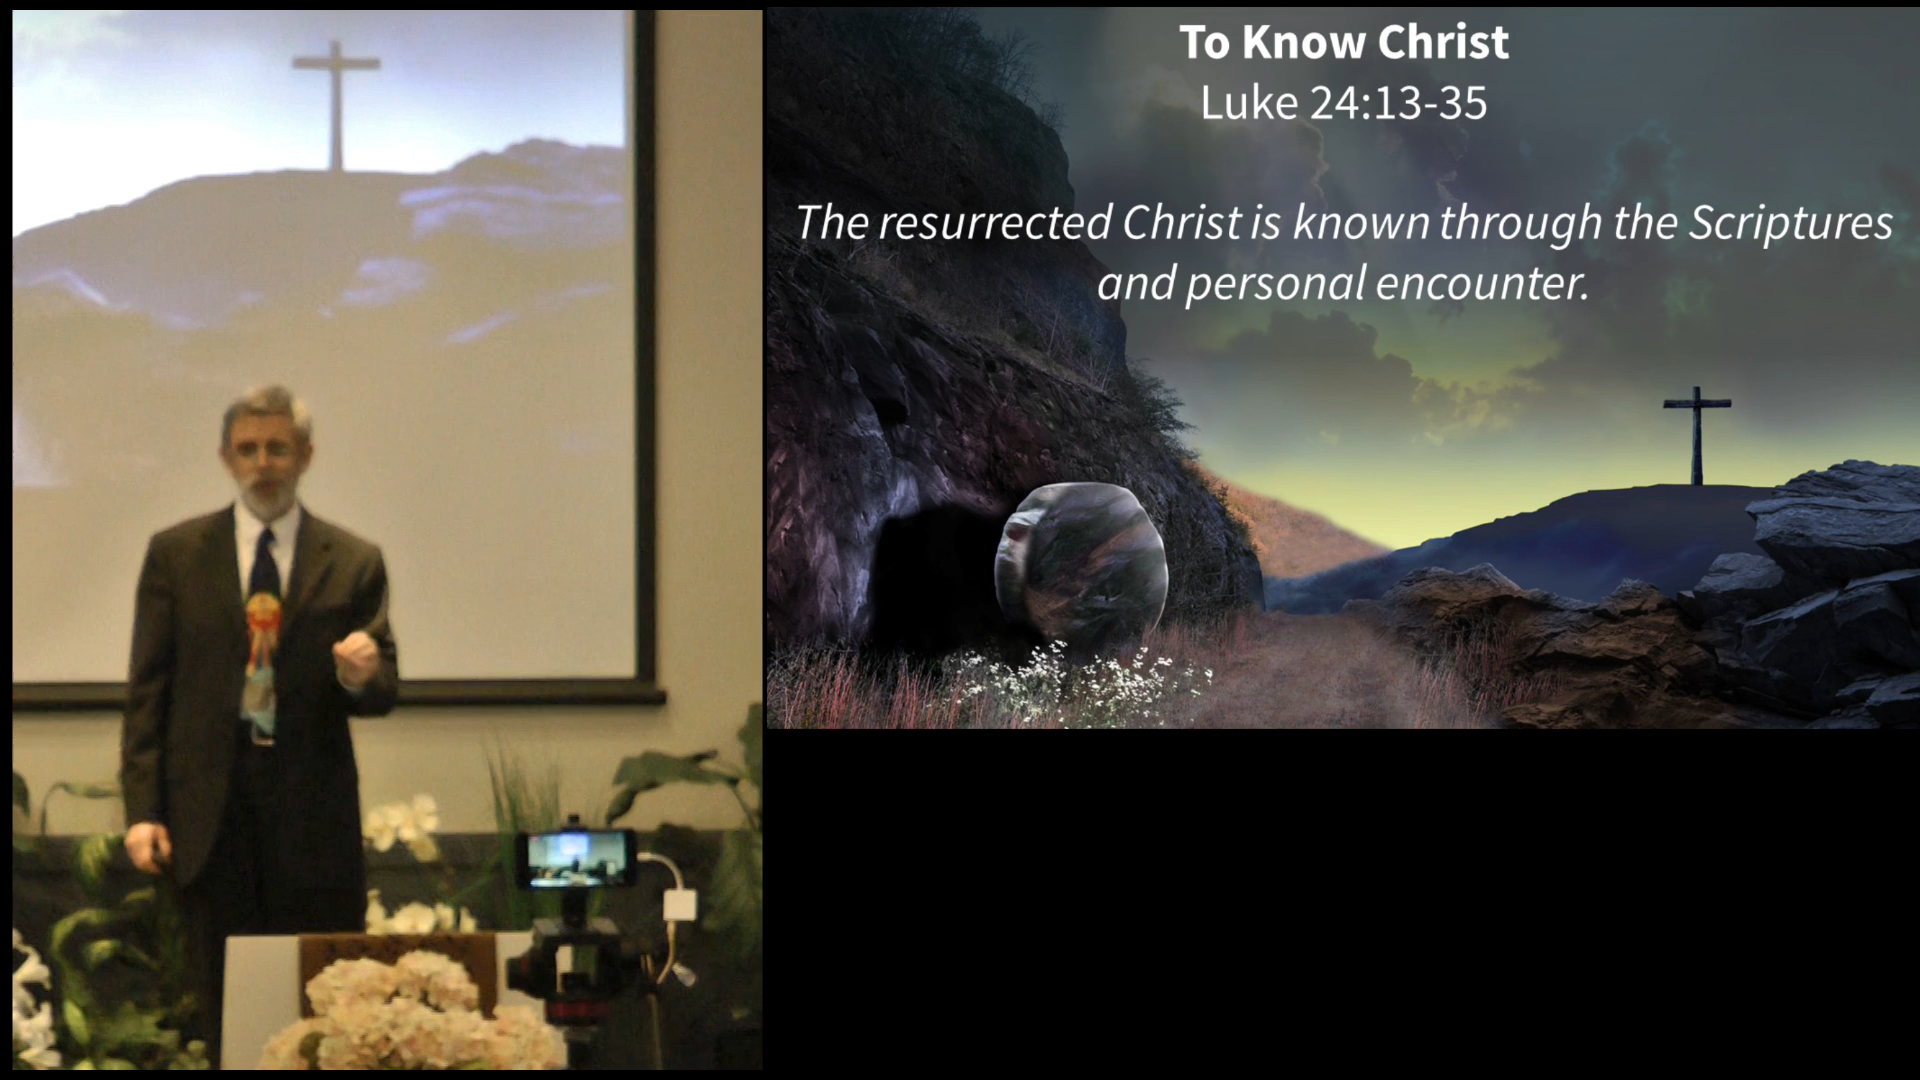 To Know Christ
Luke 24:13-35
The resurrected Christ is known through the Scriptures
and personal encounter.